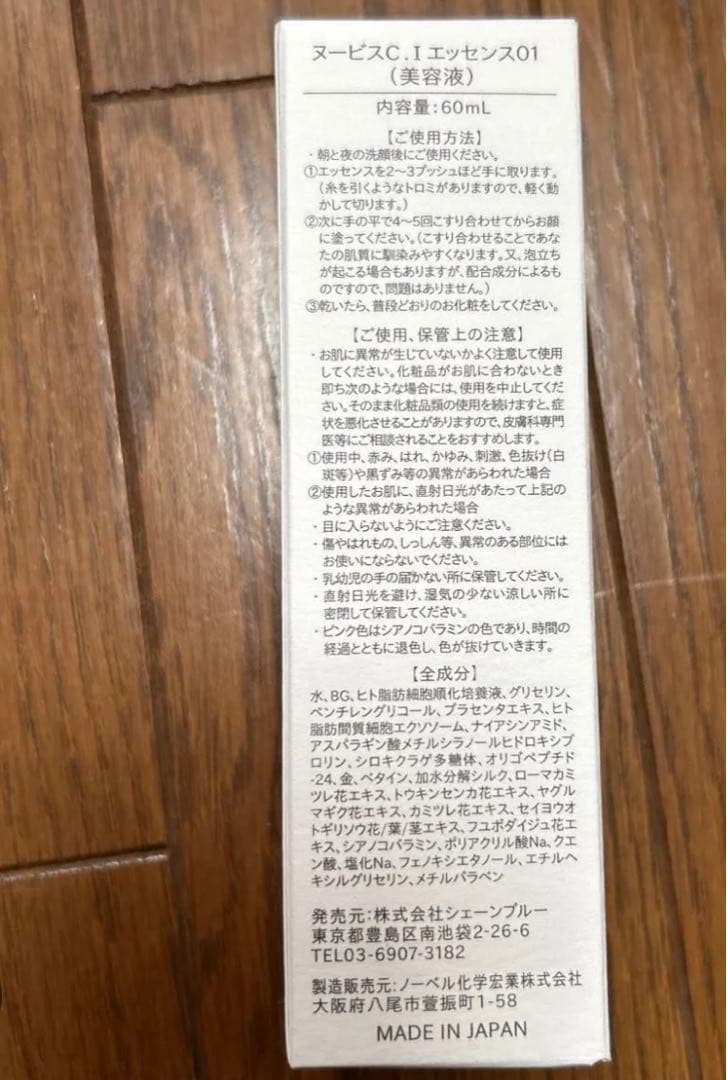 ヌービスC.Iエッセンス01
(美容液)
内容量:60mL
【ご使用方法】
・朝と夜の洗顔後にご使用ください。
①エッセンスを2〜3プッシュほど手に取ります。
(糸を引くようなトロミがありますので、軽く動
かして切ります。)
②次に手の平で4〜5回こすり合わせてからお顔
に塗ってください。(こすり合わせることであな
たの肌質に馴染みやすくなります。又、泡立ち
が起こる場合もありますが、配合成分によるも
のですので、問題はありません。)
③乾いたら、普段どおりのお化粧をしてください。
【ご使用、保管上の注意】
・お肌に異常が生じていないかよく注意して使用
してください。化粧品がお肌に合わないとき
即ち次のような場合には、使用を中止してくだ
さい。そのまま化粧品類の使用を続けますと、症
状を悪化させることがありますので、皮膚科専門
医等にご相談されることをおすすめします。
①使用中、赤み、はれ、かゆみ、刺激、色抜け(白
斑等)や黒ずみ等の異常があらわれた場合
②使用したお肌に、直射日光があたって上記の
ような異常があらわれた場合
・目に入らないようにご注意ください。
・傷やはれもの、しっしん等、異常のある部位には
お使いにならないでください。
・乳幼児の手の届かない所に保管してください。
・直射日光を避け、湿気の少ない涼しい所に
密閉して保管してください。
・ピンク色はシアノコバラミンの色であり、時間の
経過とともに退色し、色が抜けていきます。
【全成分】
水、BG、ヒト脂肪細胞順化培養液、グリセリン、
ペンチレングリコール、プラセンタエキス、ヒト
脂肪間質細胞エクソソーム、ナイアシンアミド、
アスパラギン酸メチルシラノールヒドロキシプ
ロリン、シロキクラゲ多糖体、オリゴペプチド
-24、金、ベタイン、加水分解シルク、ローマカミ
ツレ花エキス、トウキンセンカ花エキス、ヤグル
マギク花エキス、カミツレ花エキス、セイヨウオ
トギリソウ花/葉/茎エキス、フユボダイジュ花エ
キス、シアノコバラミン、ポリアクリル酸Na、クエ
ン酸、塩化Na、フェノキシエタノール、エチルヘ
キシルグリセリン、メチルパラベン
発売元:株式会社シェーンブルー
東京都豊島区南池袋2-26-6
TEL03-6907-3182
製造販売元:ノーベル化学宏業株式会社
大阪府八尾市萱振町1-58
MADE IN JAPAN